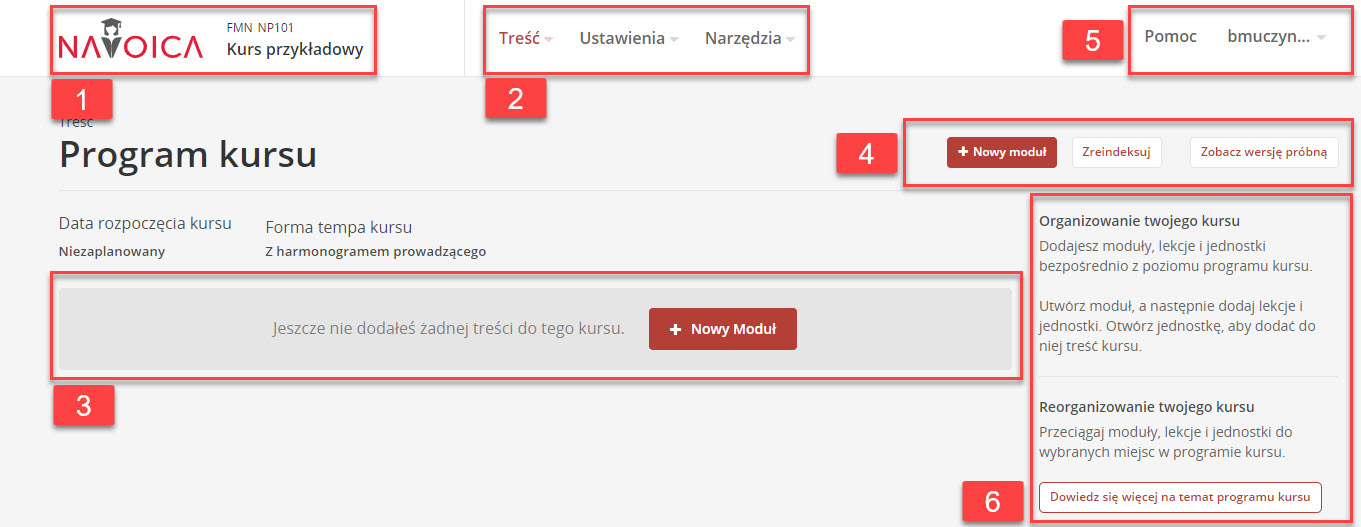 NAVOICA
FMN NP101
Kurs przykładowy
1
Treść
Ustawienia
Narzędzia
2
5
Pomoc
bmuczyn...
Treść
Program kursu
4
+ Nowy moduł
Zreindeksuj
Zobacz wersję próbną
Data rozpoczęcia kursu
Niezaplanowany
Forma tempa kursu
Z harmonogramem prowadzącego
Jeszcze nie dodałeś żadnej treści do tego kursu.
+ Nowy Moduł
3
Organizowanie twojego kursu
Dodajesz moduły, lekcje i jednostki
bezpośrednio z poziomu programu kursu.
Utwórz moduł, a następnie dodaj lekcje i
jednostki. Otwórz jednostkę, aby dodać do
niej treść kursu.
Reorganizowanie twojego kursu
Przeciągaj moduły, lekcje i jednostki do
wybranych miejsc w programie kursu.
6
Dowiedz się więcej na temat programu kursu